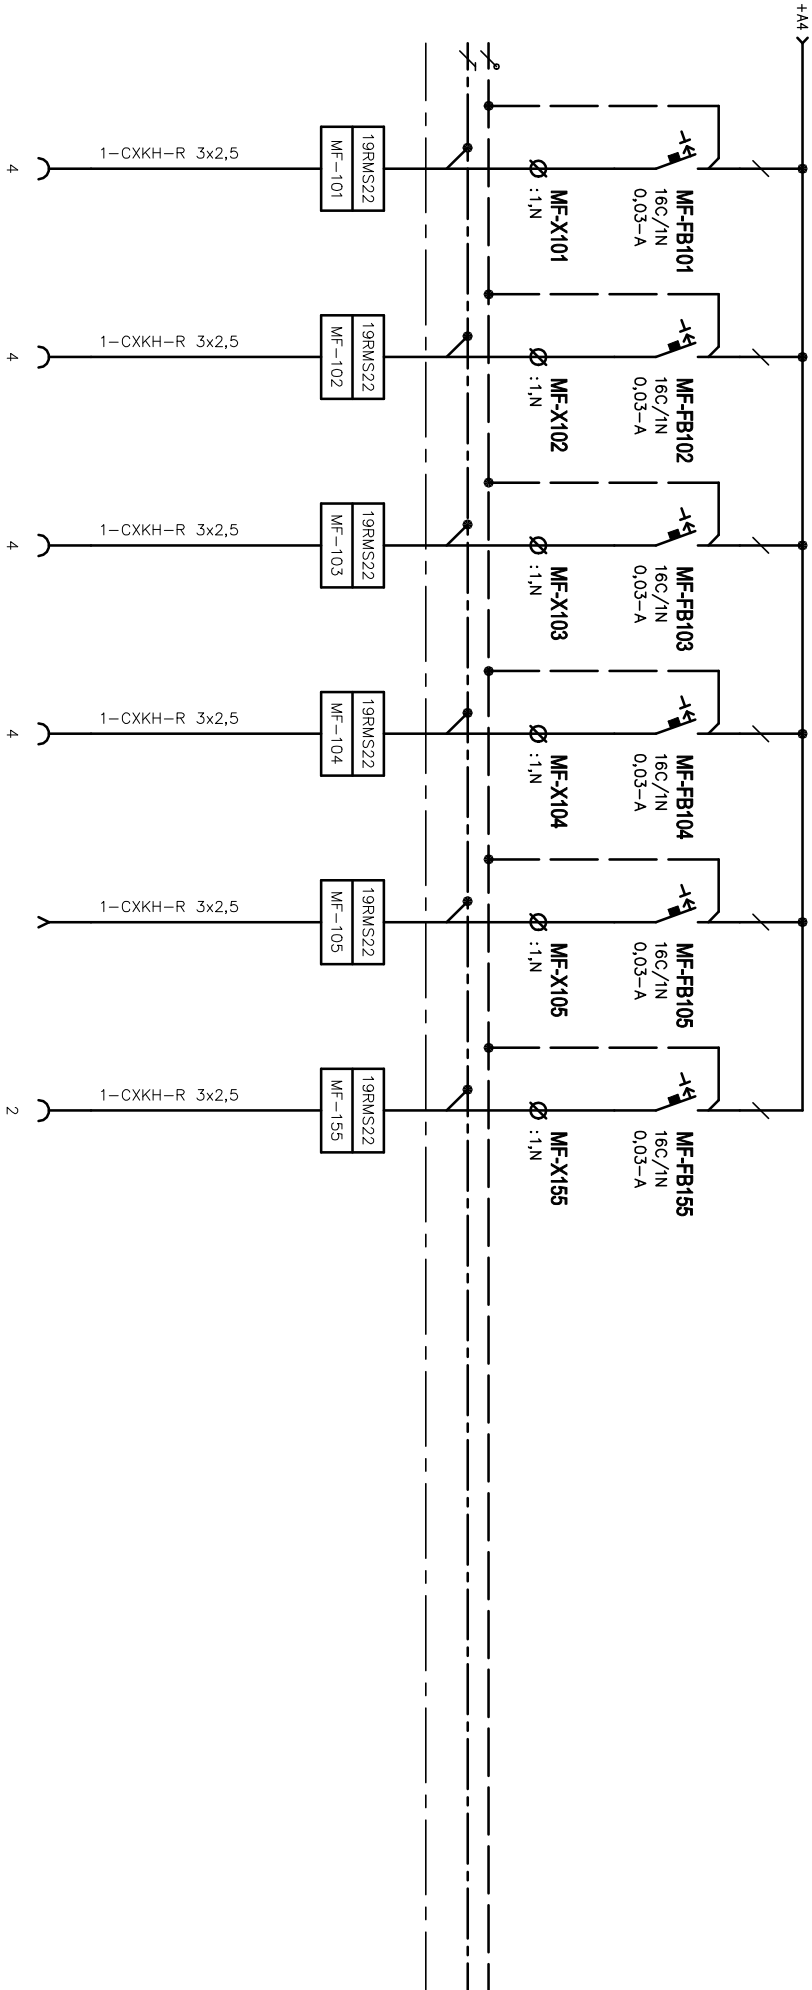 +A4
MF-FB101
16C/1N
0,03-A
MF-X101
:1,N
19RMS22
MF-101
1-CXKH-R 3x2,5
4
MF-FB102
16C/1N
0,03-A
MF-X102
:1,N
19RMS22
MF-102
1-CXKH-R 3x2,5
4
MF-FB103
16C/1N
0,03-A
MF-X103
:1,N
19RMS22
MF-103
1-CXKH-R 3x2,5
4
MF-FB104
16C/1N
0,03-A
MF-X104
:1,N
19RMS22
MF-104
1-CXKH-R 3x2,5
4
MF-FB105
16C/1N
0,03-A
MF-X105
:1,N
19RMS22
MF-105
1-CXKH-R 3x2,5
MF-FB155
16C/1N
0,03-A
MF-X155
:1,N
19RMS22
MF-155
1-CXKH-R 3x2,5
2